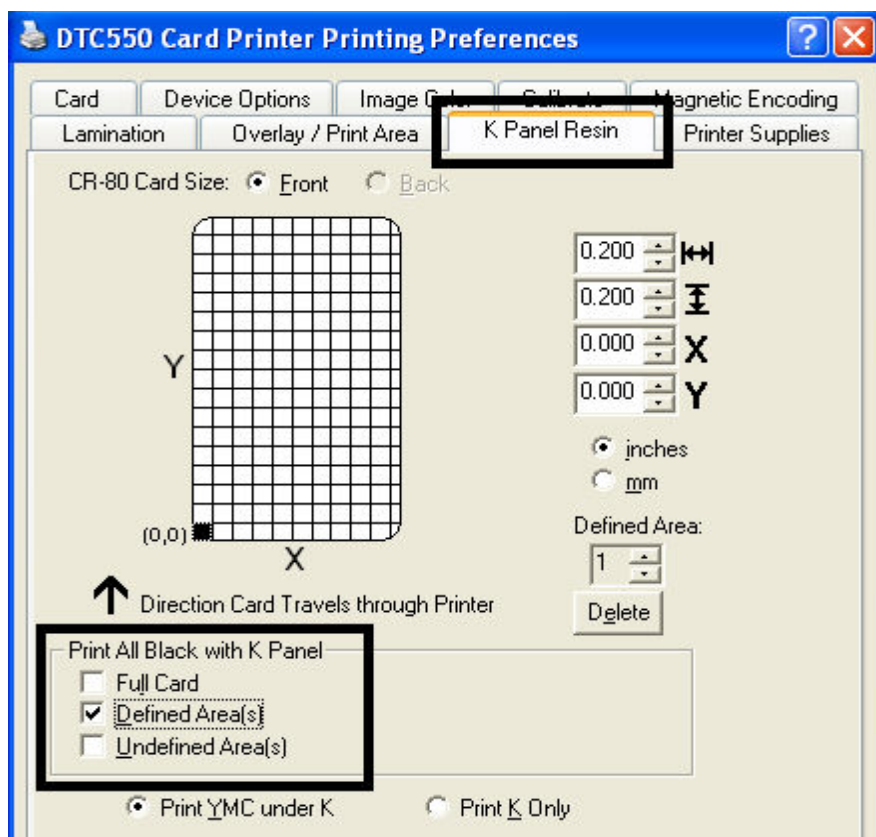 DTC550 Card Printer Printing Preferences
Card Device Options Image Color Calibrate Magnetic Encoding
Lamination Overlay / Print Area K Panel Resin Printer Supplies
CR-80 Card Size: Front Back
0.200
0.200
0.000 X
0.000 Y
Y
inches
mm
(0,0)
X
Defined Area:
1
Direction Card Travels through Printer
Delete
Print All Black with K Panel
Full Card
Defined Area(s)
Undefined Area(s)
Print YMC under K Print K Only